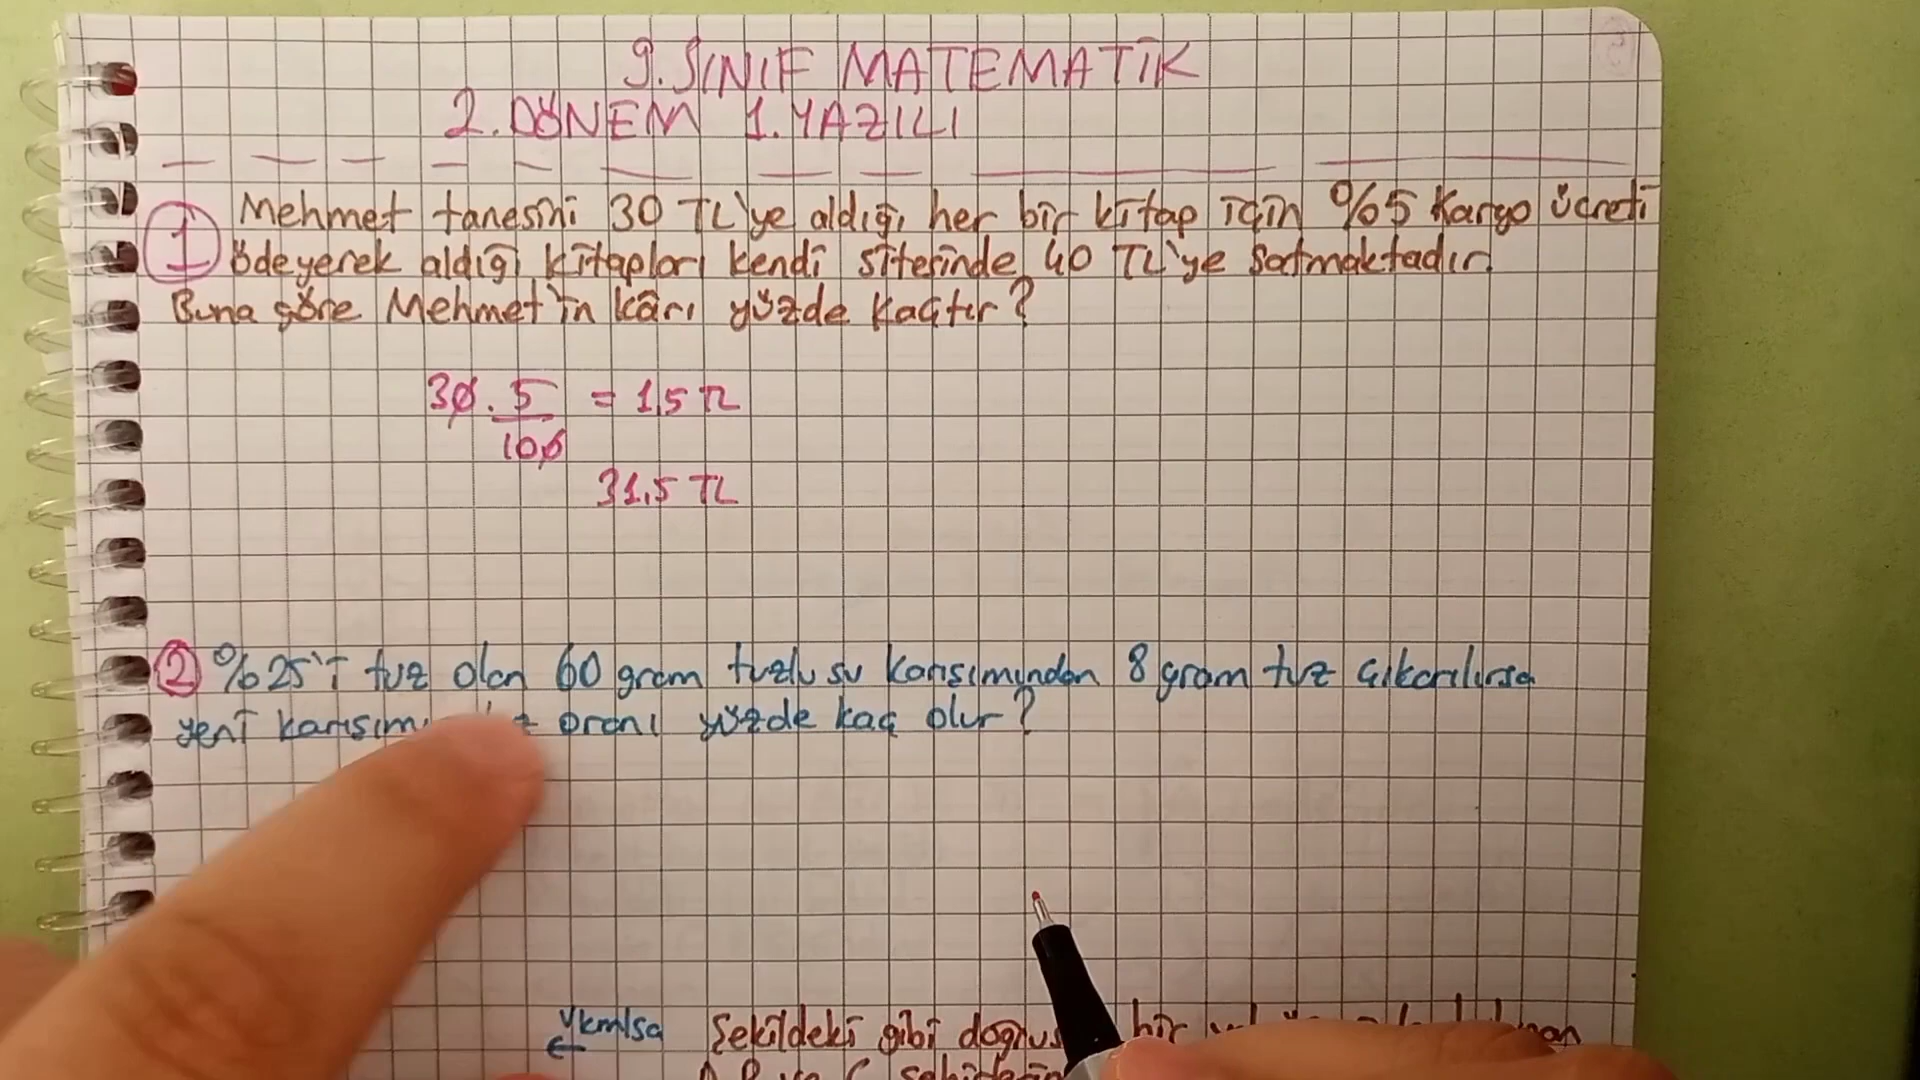 9. SINIF MATEMATİK
2. DÖNEM 1. YAZILI
1 Mehmet tanesini 30 TL'ye aldığı her bir kitap için %5 Kargo ücreti
ödeyerek aldığı kitapları kendi sitesinde 40 TL'ye satmaktadır.
Buna göre Mehmet'in kârı yüzde kaçtır?
30 . 5/100 = 1,5 TL
31,5 TL
2 %25'i tuz olan 60 gram tuzlu su karışımından 8 gram tuz çıkarılırsa
yeni oranı yüzde kaç olur?
Vkm/sa Şekildeki gibi bir